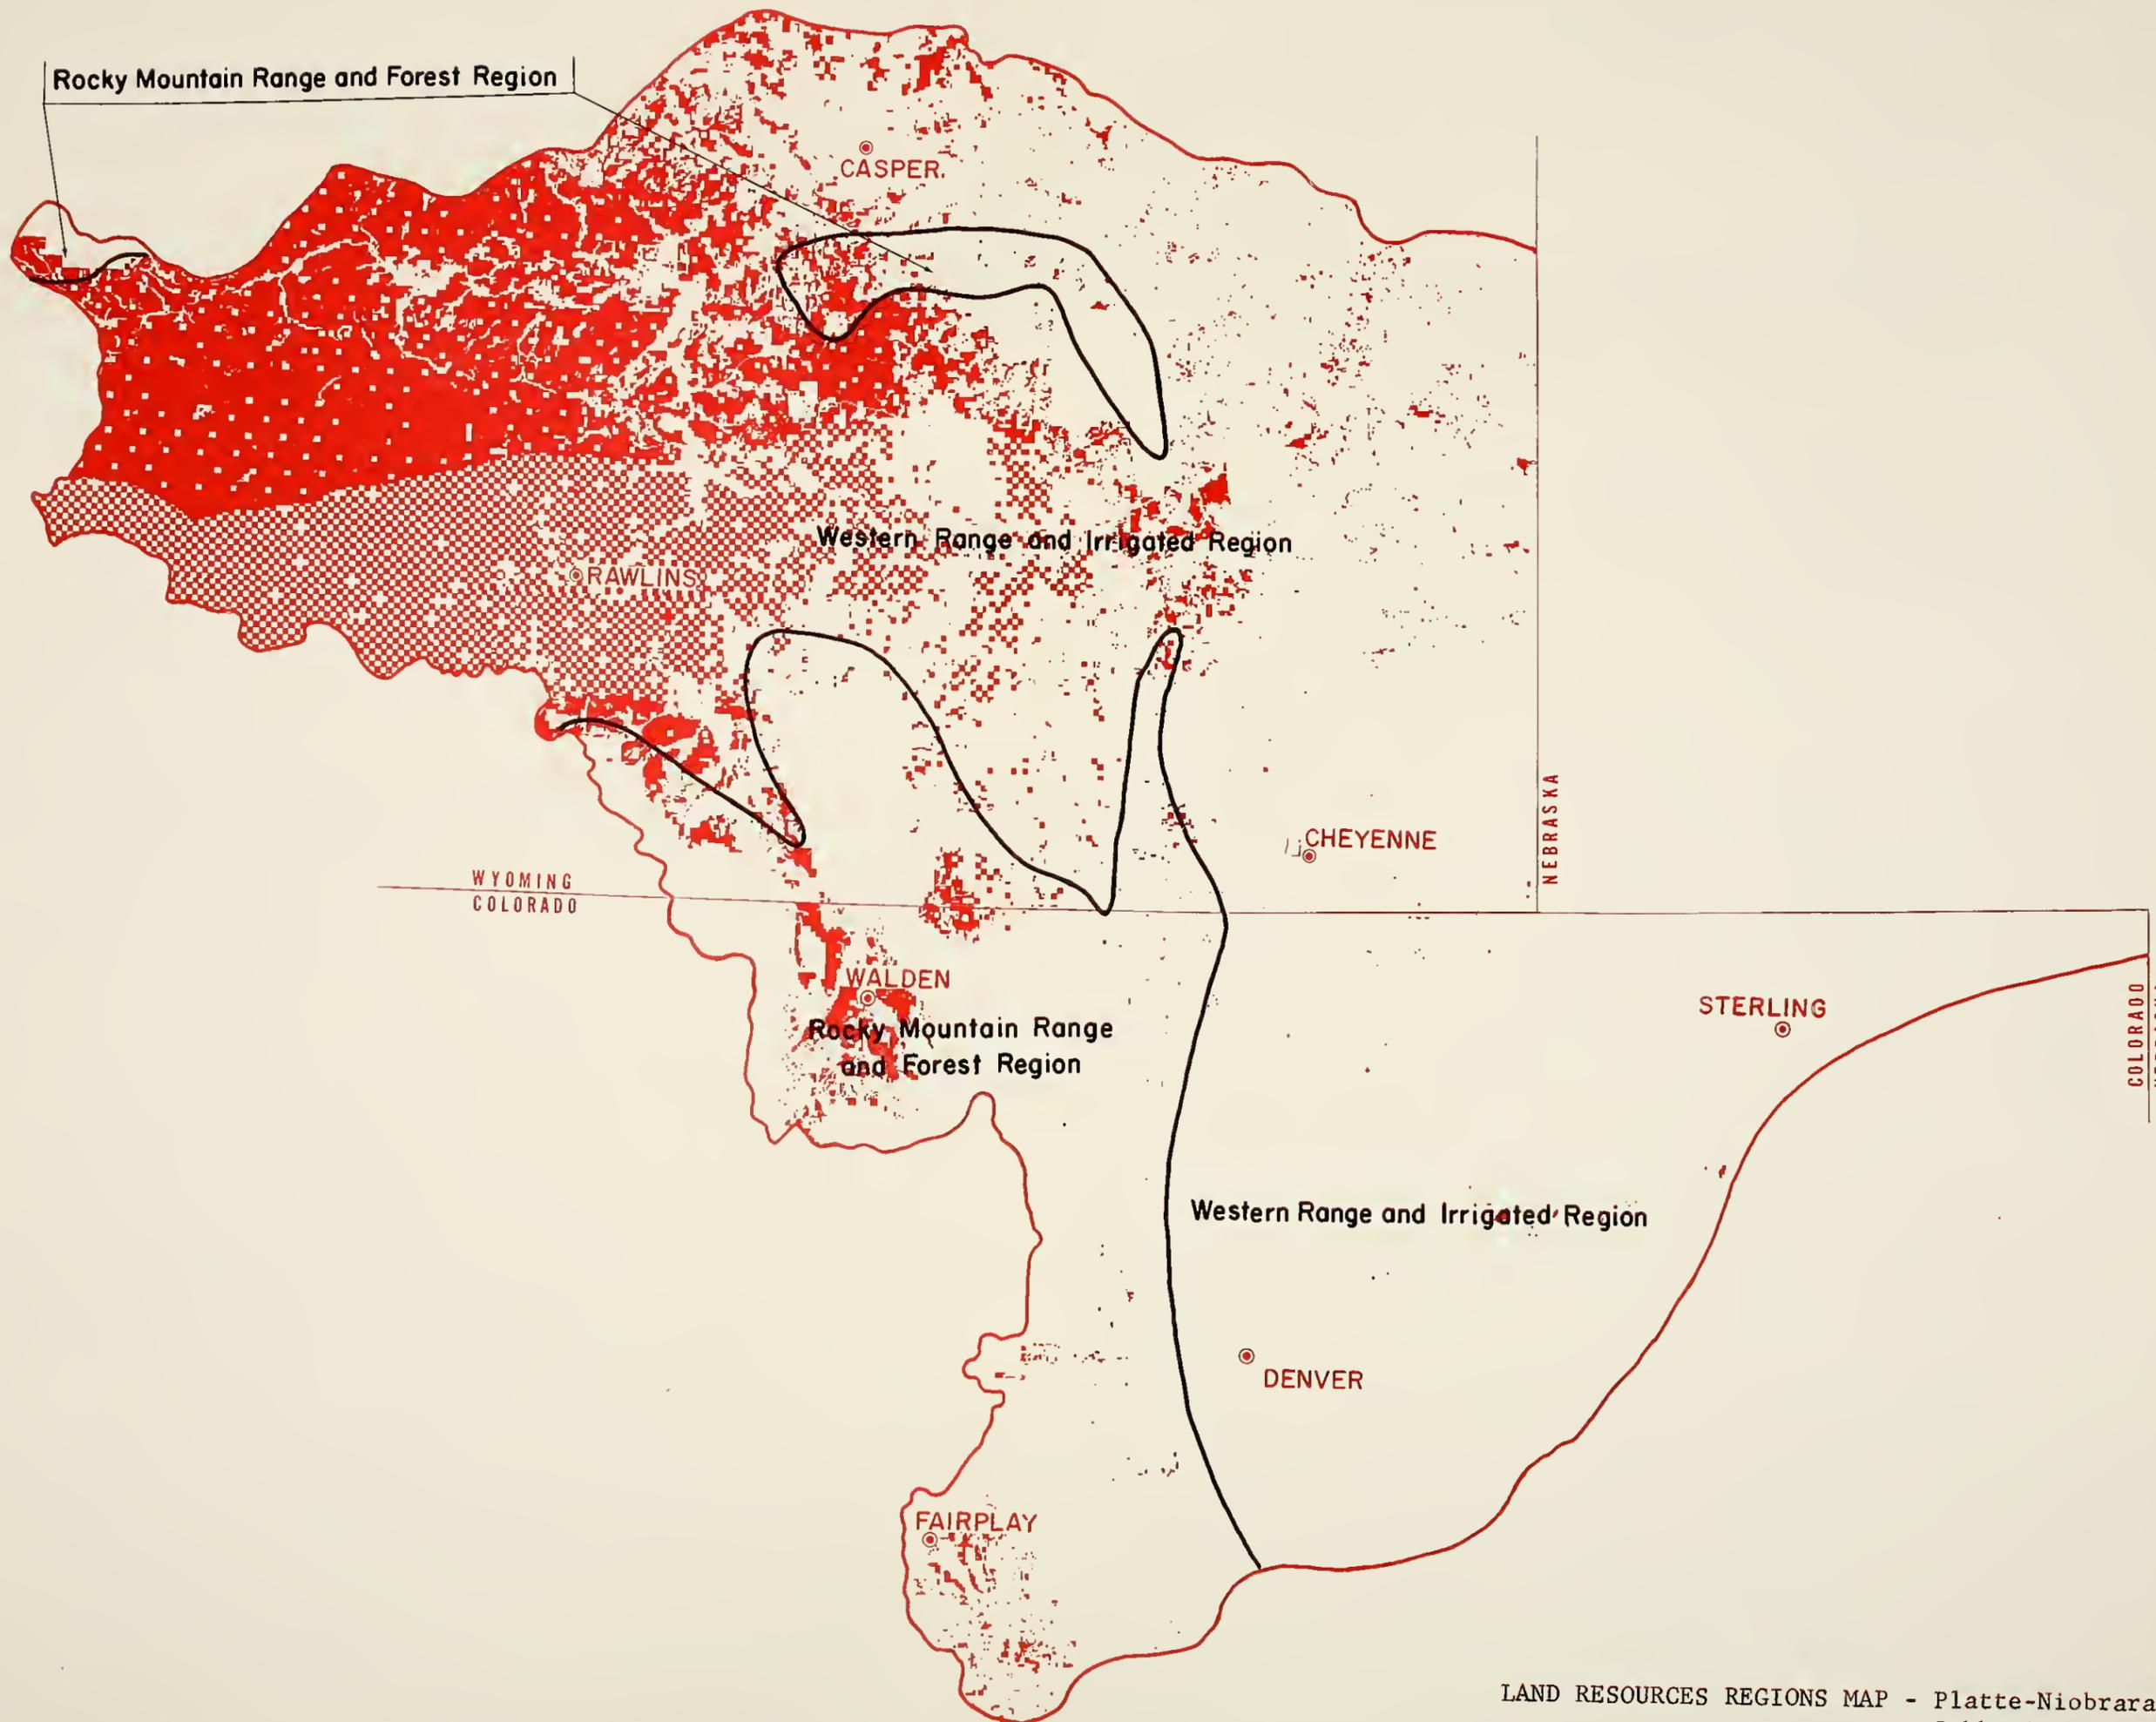 Rocky Mountain Range and Forest Region
CASPER.
Western Range and Irrigated Region
RAWLINS
CHEYENNE
NEBRASKA
WYOMING
COLORADO
WALDEN
Rocky Mountain Range
and Forest Region
STERLING
COLORADO
Western Range and Irrigated Region
DENVER
FAIRPLAY
LAND RESOURCES REGIONS MAP - Platte-Niobrara